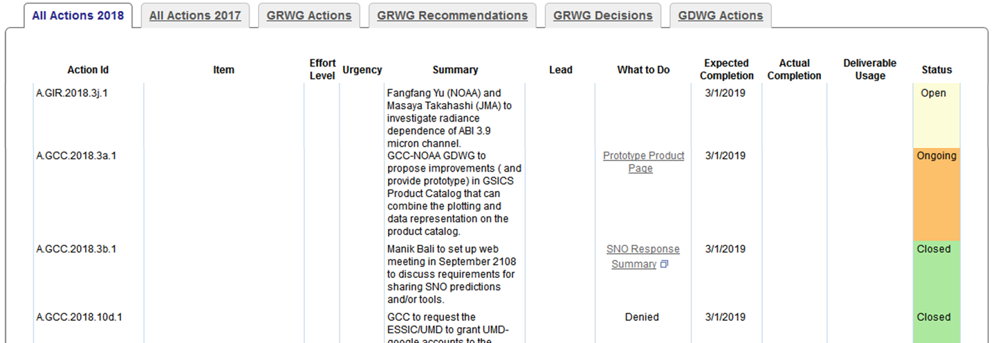 All Actions 2018 All Actions 2017 GRWG Actions GRWG Recommendations GRWG Decisions GDWG Actions
Action Id Item Effort Level Urgency Summary Lead What to Do Expected Completion Actual Completion Deliverable Usage Status
A.GIR.2018.3j.1 Fangfang Yu (NOAA) and 3/1/2019 Open
Masaya Takahashi (JMA) to
investigate radiance
dependence of ABI 3.9
micron channel.
A.GCC.2018.3a.1 GCC-NOAA GDWG to Prototype Product 3/1/2019 Ongoing
propose improvements ( and Page
provide prototype) in GSICS
Product Catalog that can
combine the plotting and
data representation on the
product catalog.
A.GCC.2018.3b.1 Manik Bali to set up web SNO Response 3/1/2019 Closed
meeting in September 2108 Summary
to discuss requirements for
sharing SNO predictions
and/or tools.
A.GCC.2018.10d.1 GCC to request the Denied 3/1/2019 Closed
ESSIC/UMD to grant UMD-
google accounts to the